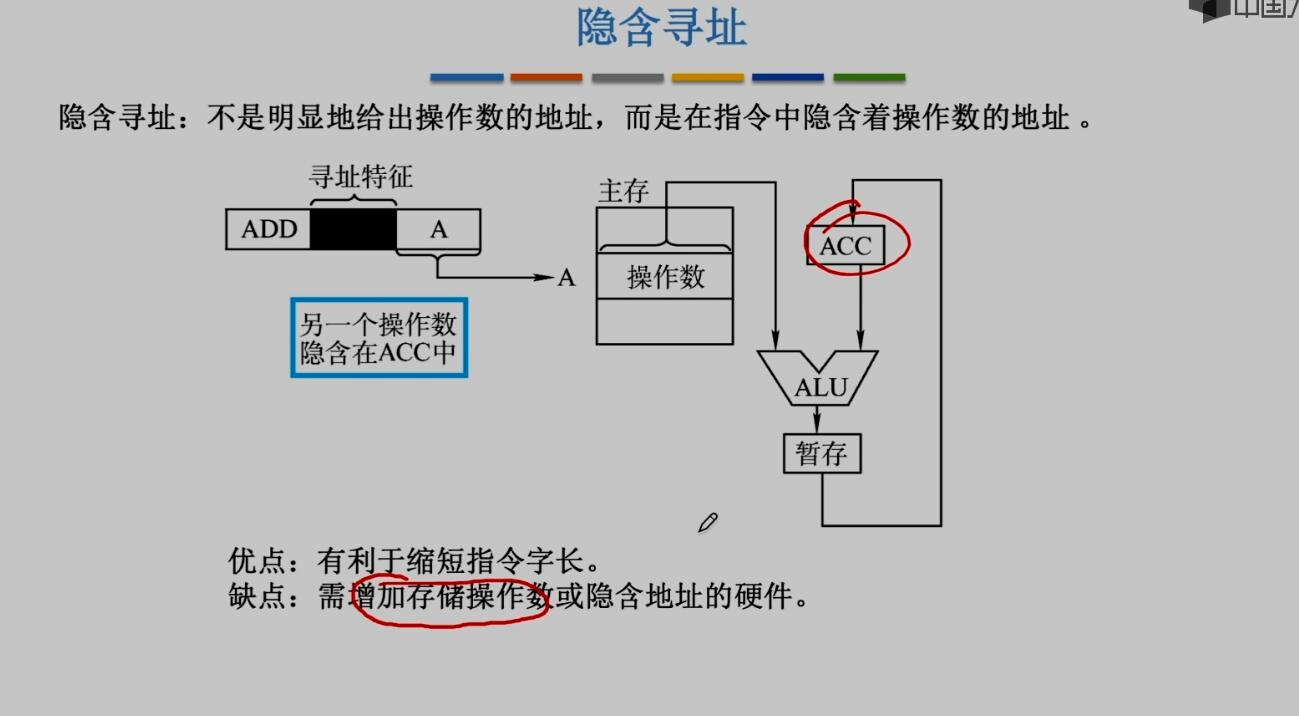 中国
隐含寻址
隐含寻址：不是明显地给出操作数的地址，而是在指令中隐含着操作数的地址 。
寻址特征
主存
ADD
A
ACC
A
操作数
另一个操作数
隐含在ACC中
ALU
暂存
优点：有利于缩短指令字长。
缺点：需增加存储操作数或隐含地址的硬件。